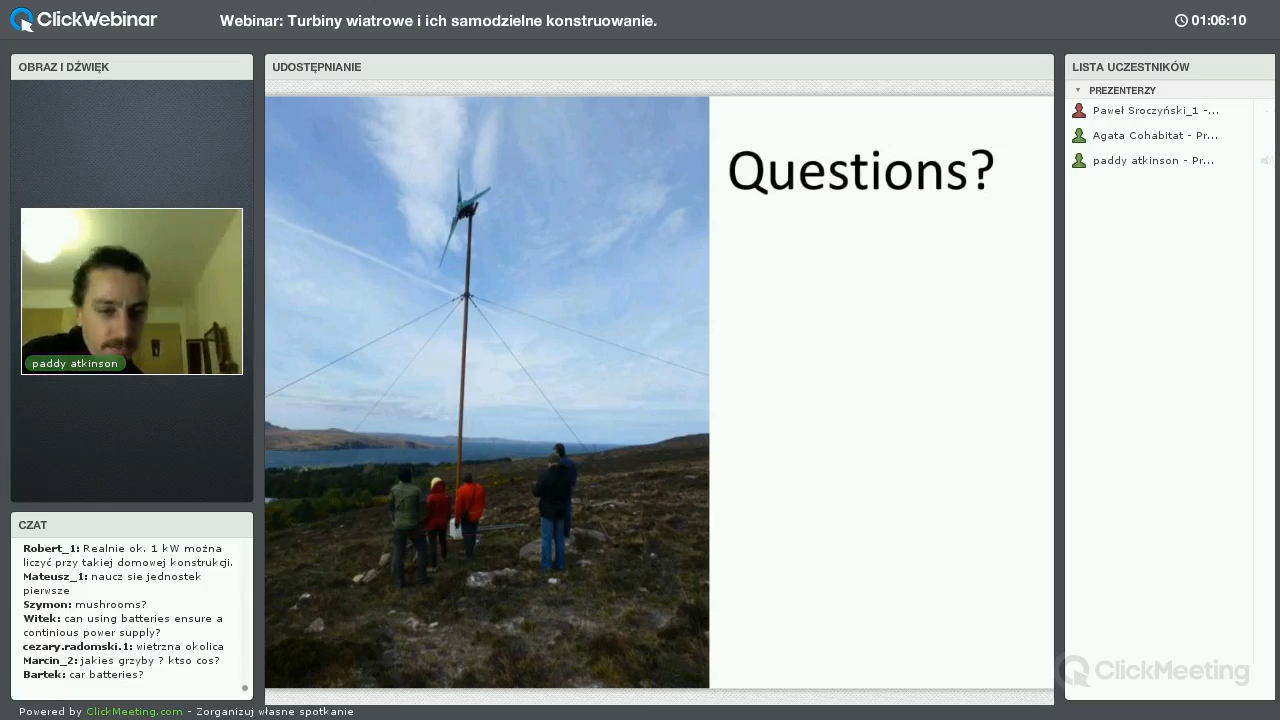 ClickWebinar
Webinar: Turbiny wiatrowe i ich samodzielne konstruowanie.
01:06:10
OBRAZ I DŹWIĘK
paddy atkinson
CZAT
Robert_1: Realnie ok. 1 kW można
liczyć przy takiej domowej konstrukcji.
Mateusz_1: naucz sie jednostek
pierwsze
Szymon: mushrooms?
Witek: can using batteries ensure a
continious power supply?
cezary.radomski.1: wietrzna okolica
Marcin_2: jakies grzyby ? ktso cos?
Bartek: car batteries?
UDOSTĘPNIANIE
Questions?
LISTA UCZESTNIKÓW
PREZENTERZY
Paweł Sroczyński_1 -...
Agata Cohabitat - Pr...
paddy atkinson - Pr...
ClickMeeting
Powered by ClickMeeting.com - Zorganizuj własne spotkanie